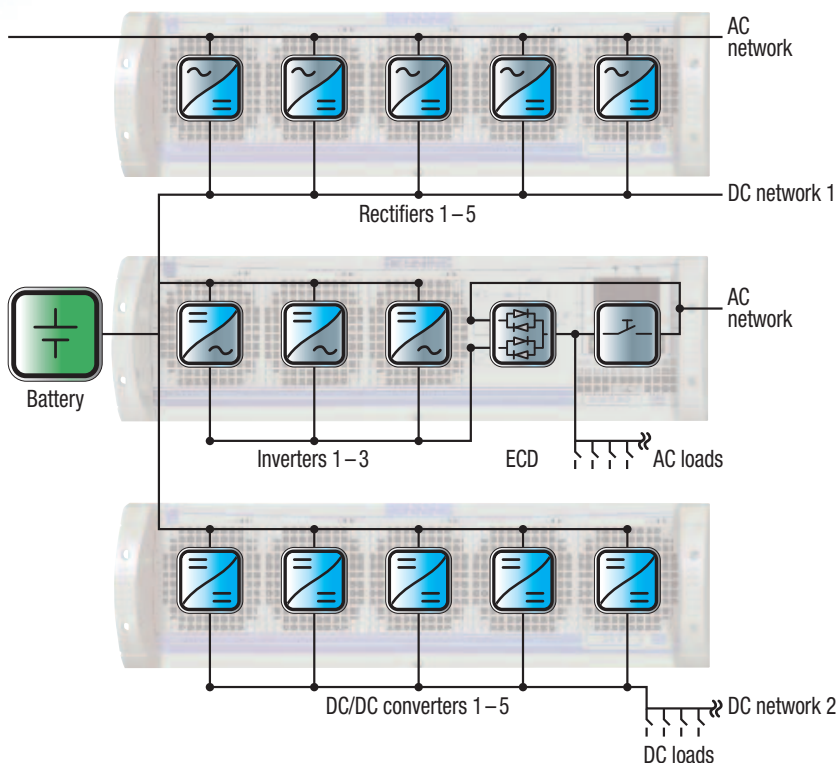 AC
network
DC network 1
Rectifiers 1–5
AC
network
Battery
Inverters 1–3
ECD
AC loads
DC/DC converters 1–5
DC network 2
DC loads